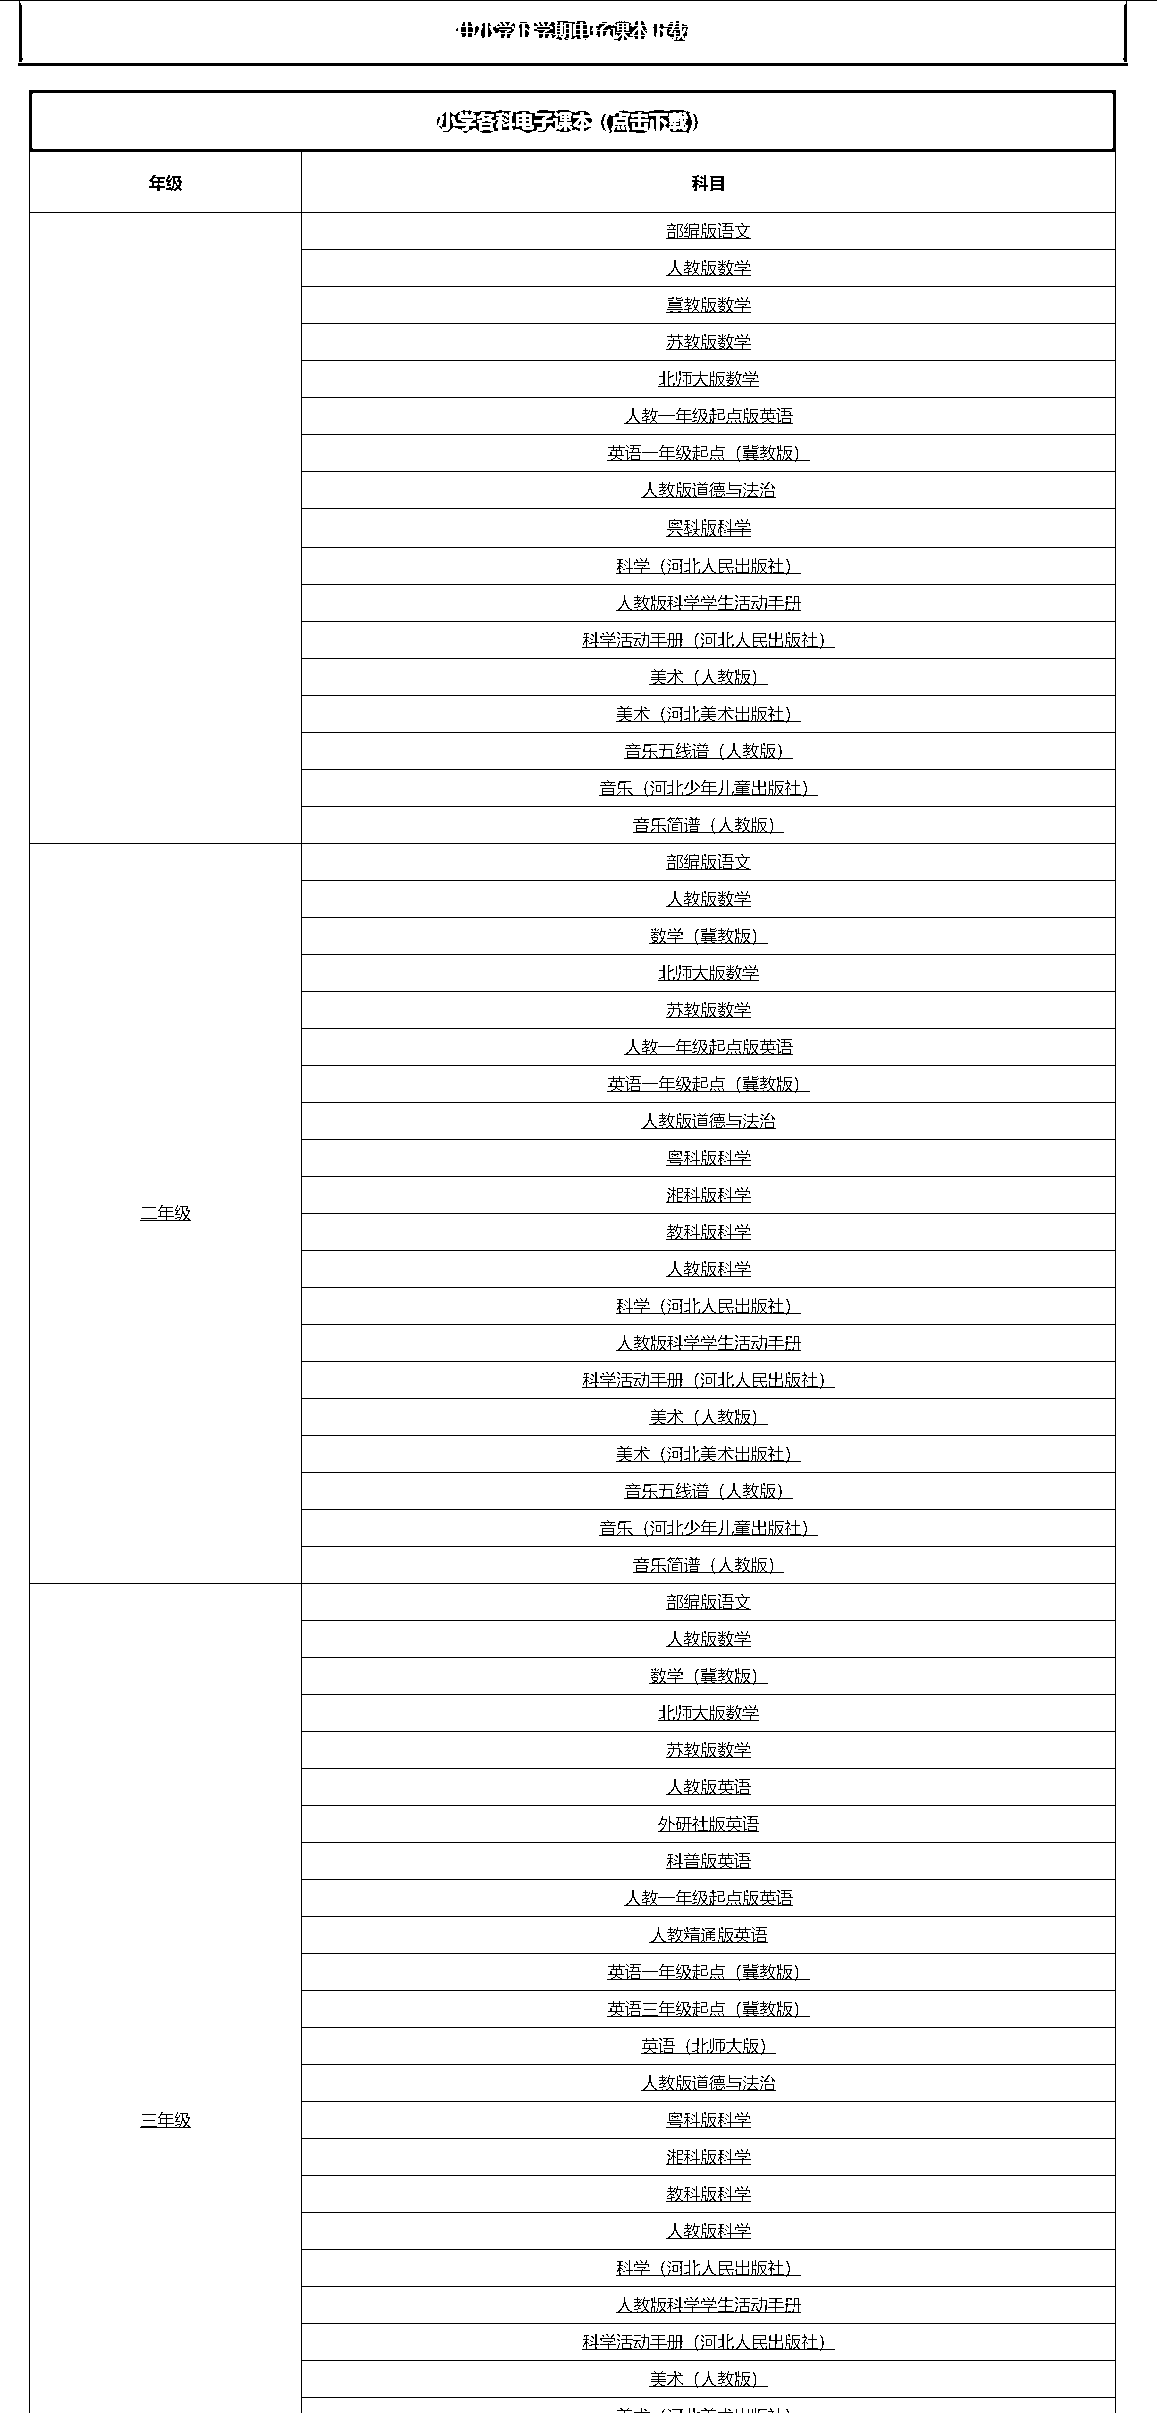 中小学下学期电子课本下载
小学各科电子课本（点击下载）
年级 科目
部编版语文
人教版数学
冀教版数学
苏教版数学
北师大版数学
人教一年级起点版英语
英语一年级起点（冀教版）
人教版道德与法治
粤科版科学
科学（河北人民出版社）
人教版科学学生活动手册
科学活动手册（河北人民出版社）
美术（人教版）
美术（河北美术出版社）
音乐五线谱（人教版）
音乐（河北少年儿童出版社）
音乐简谱（人教版）
二年级
部编版语文
人教版数学
数学（冀教版）
北师大版数学
苏教版数学
人教一年级起点版英语
英语一年级起点（冀教版）
人教版道德与法治
粤科版科学
湘科版科学
教科版科学
人教版科学
科学（河北人民出版社）
人教版科学学生活动手册
科学活动手册（河北人民出版社）
美术（人教版）
美术（河北美术出版社）
音乐五线谱（人教版）
音乐（河北少年儿童出版社）
音乐简谱（人教版）
三年级
部编版语文
人教版数学
数学（冀教版）
北师大版数学
苏教版数学
人教版英语
外研社版英语
科普版英语
人教一年级起点版英语
人教精通版英语
英语一年级起点（冀教版）
英语三年级起点（冀教版）
英语（北师大版）
人教版道德与法治
粤科版科学
湘科版科学
教科版科学
人教版科学
科学（河北人民出版社）
人教版科学学生活动手册
科学活动手册（河北人民出版社）
美术（人教版）